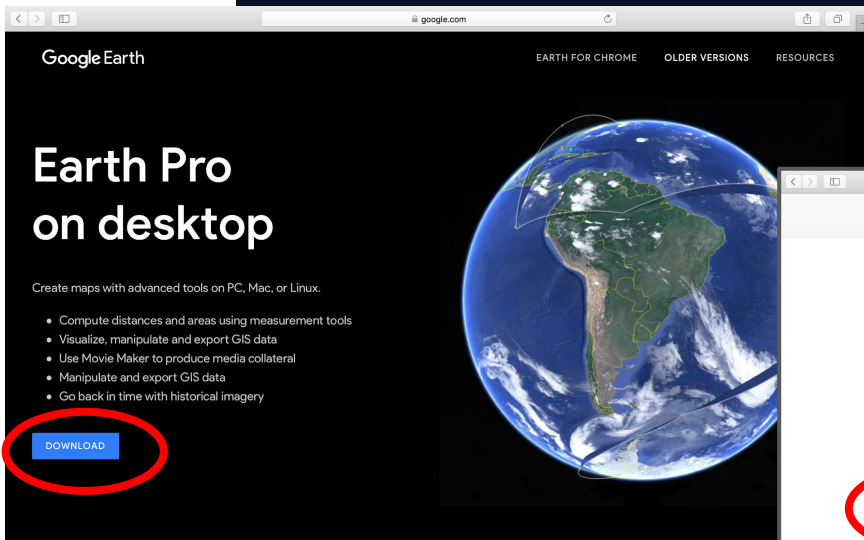 google.com
Google Earth
EARTH FOR CHROME OLDER VERSIONS RESOURCES
Earth Pro
on desktop
Create maps with advanced tools on PC, Mac, or Linux.
• Compute distances and areas using measurement tools
• Visualize, manipulate and export GIS data
• Use Movie Maker to produce media collateral
• Manipulate and export GIS data
• Go back in time with historical imagery
DOWNLOAD